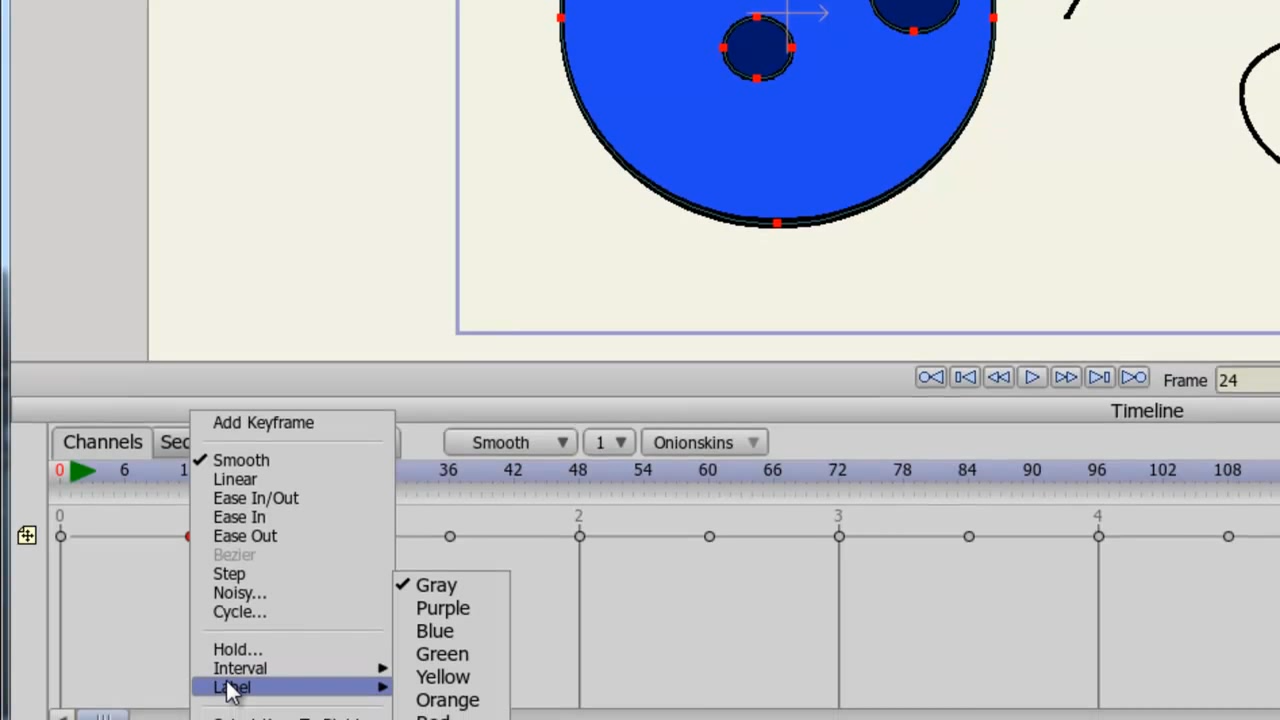 Frame 24
Timeline
Channels Seq Smooth 1 Onionskins
0 6 1 36 42 48 54 60 66 72 78 84 90 96 102 108
0 2 3 4
Add Keyframe
Smooth
Linear
Ease In/Out
Ease In
Ease Out
Bezier
Step
Noisy...
Cycle...
Hold...
Interval
Label
Gray
Purple
Blue
Green
Yellow
Orange
Red